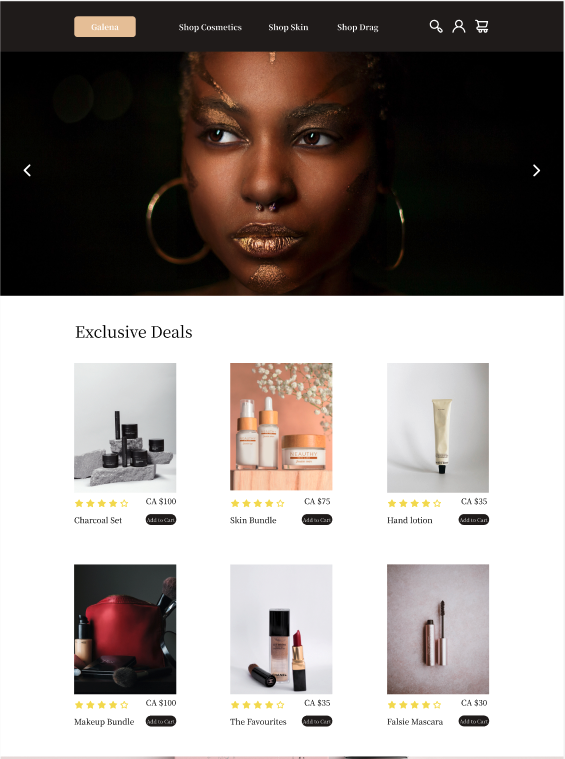 Galena
Shop Cosmetics
Shop Skin
Shop Drag
Exclusive Deals
BEAUTHY
CA $100
Charcoal Set
Add to Cart
CA $75
Skin Bundle
Add to Cart
CA $35
Hand lotion
Add to Cart
CA $100
Makeup Bundle
Add to Cart
CA $35
The Favourites
Add to Cart
CA $30
Falsie Mascara
Add to Cart